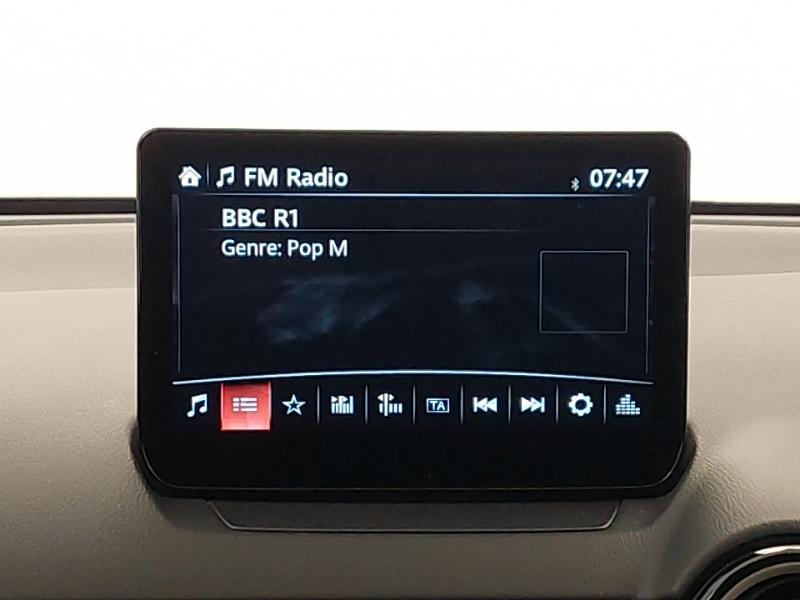 FM Radio 07:47
BBC R1
Genre: Pop M
TA